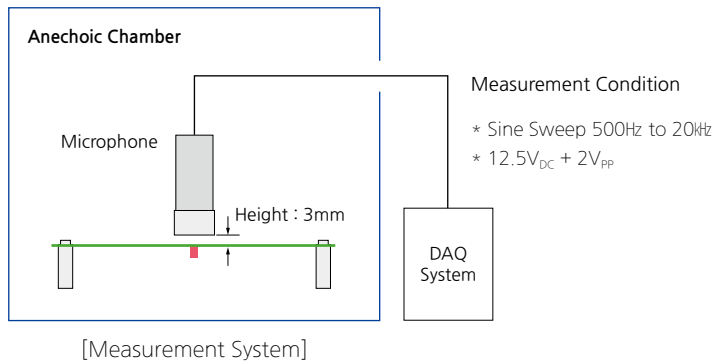 Anechoic Chamber
Microphone
Height : 3mm
DAQ
System
Measurement Condition
* Sine Sweep 500Hz to 20㎑
* 12.5V_DC + 2V_PP
[Measurement System]